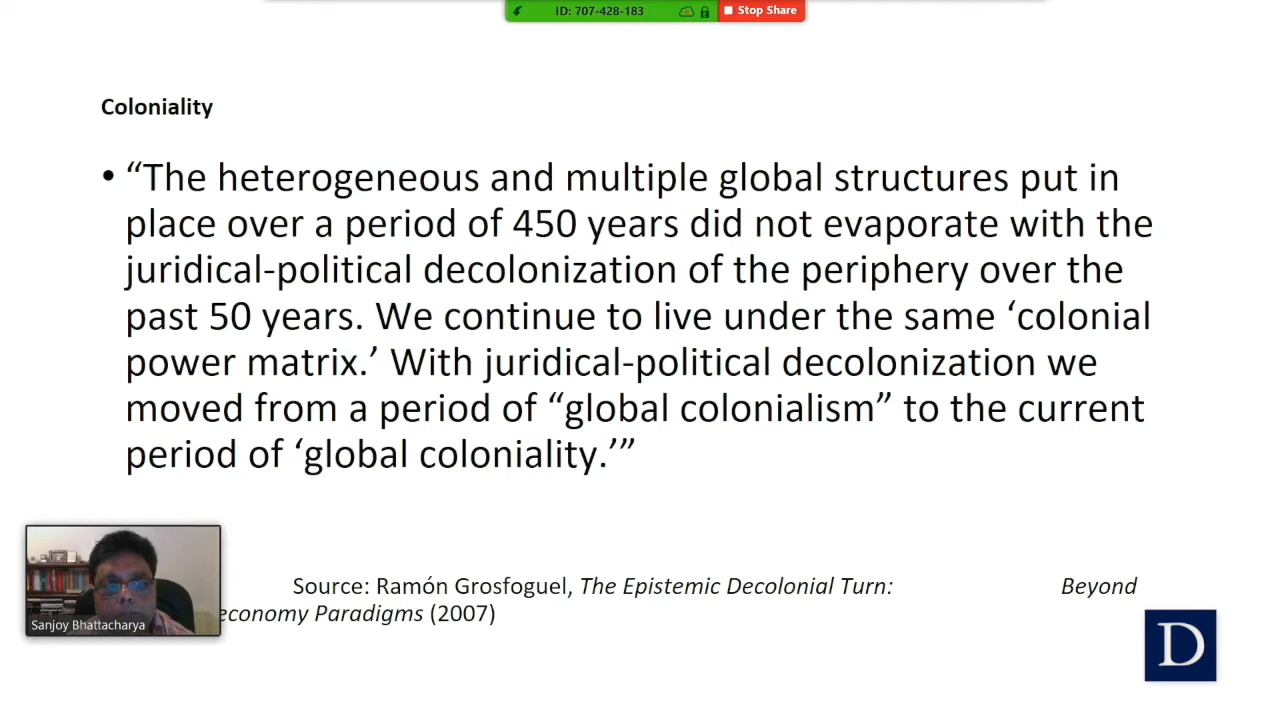 ID: 707-428-183 Stop Share
Coloniality
• “The heterogeneous and multiple global structures put in
place over a period of 450 years did not evaporate with the
juridical-political decolonization of the periphery over the
past 50 years. We continue to live under the same ‘colonial
power matrix.’ With juridical-political decolonization we
moved from a period of “global colonialism” to the current
period of ‘global coloniality.’”
Source: Ramón Grosfoguel, The Epistemic Decolonial Turn: Beyond
economy Paradigms (2007)
Sanjoy Bhattacharya
D